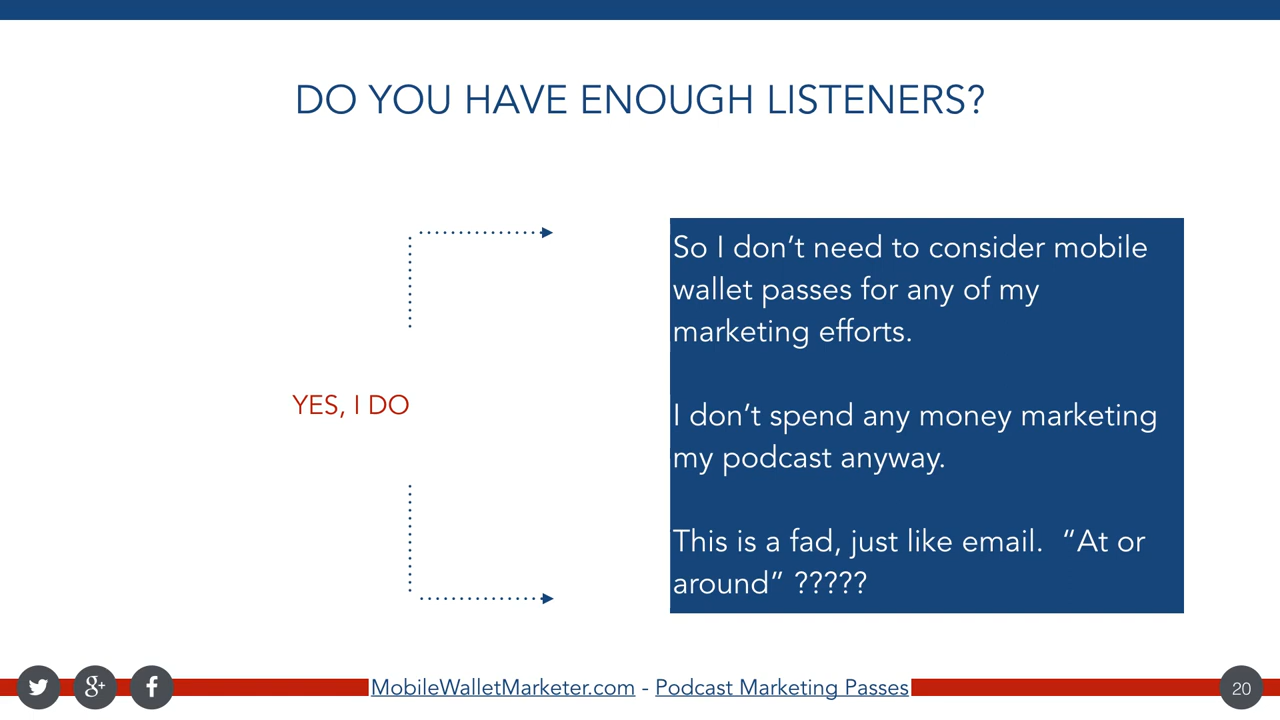 DO YOU HAVE ENOUGH LISTENERS?
YES, I DO
So I don’t need to consider mobile
wallet passes for any of my
marketing efforts.
I don’t spend any money marketing
my podcast anyway.
This is a fad, just like email.  “At or
around” ?????
MobileWalletMarketer.com - Podcast Marketing Passes
20